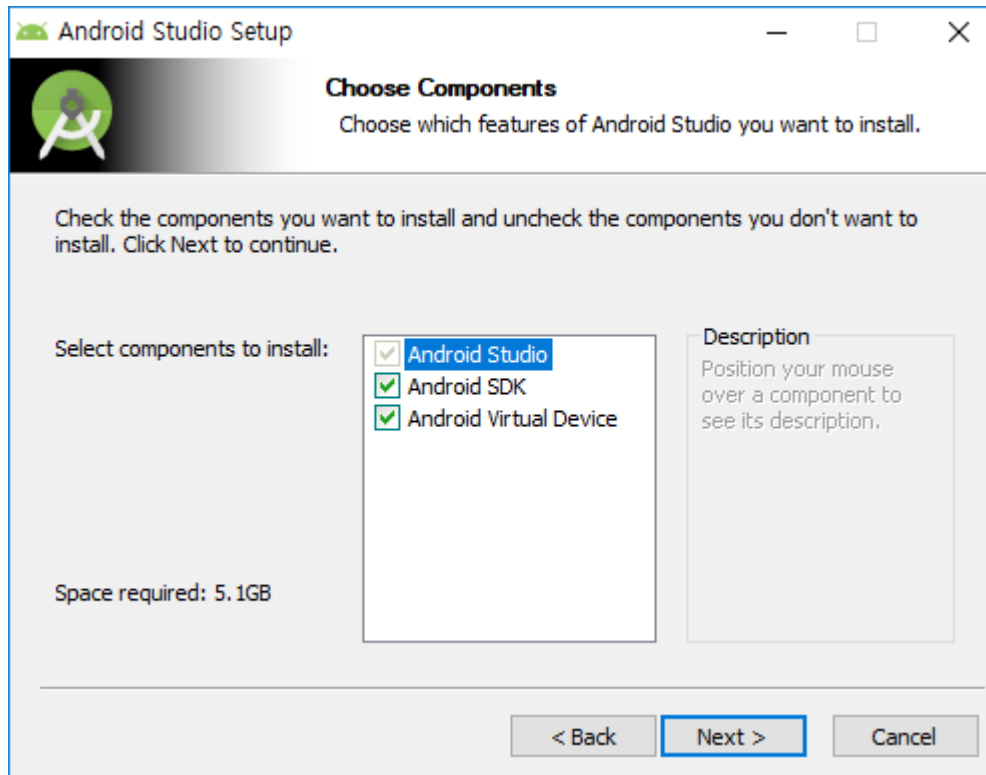 Android Studio Setup
Choose Components
Choose which features of Android Studio you want to install.
Check the components you want to install and uncheck the components you don't want to
install. Click Next to continue.
Select components to install:
Android Studio
Android SDK
Android Virtual Device
Description
Position your mouse
over a component to
see its description.
Space required: 5.1GB
< Back
Next >
Cancel